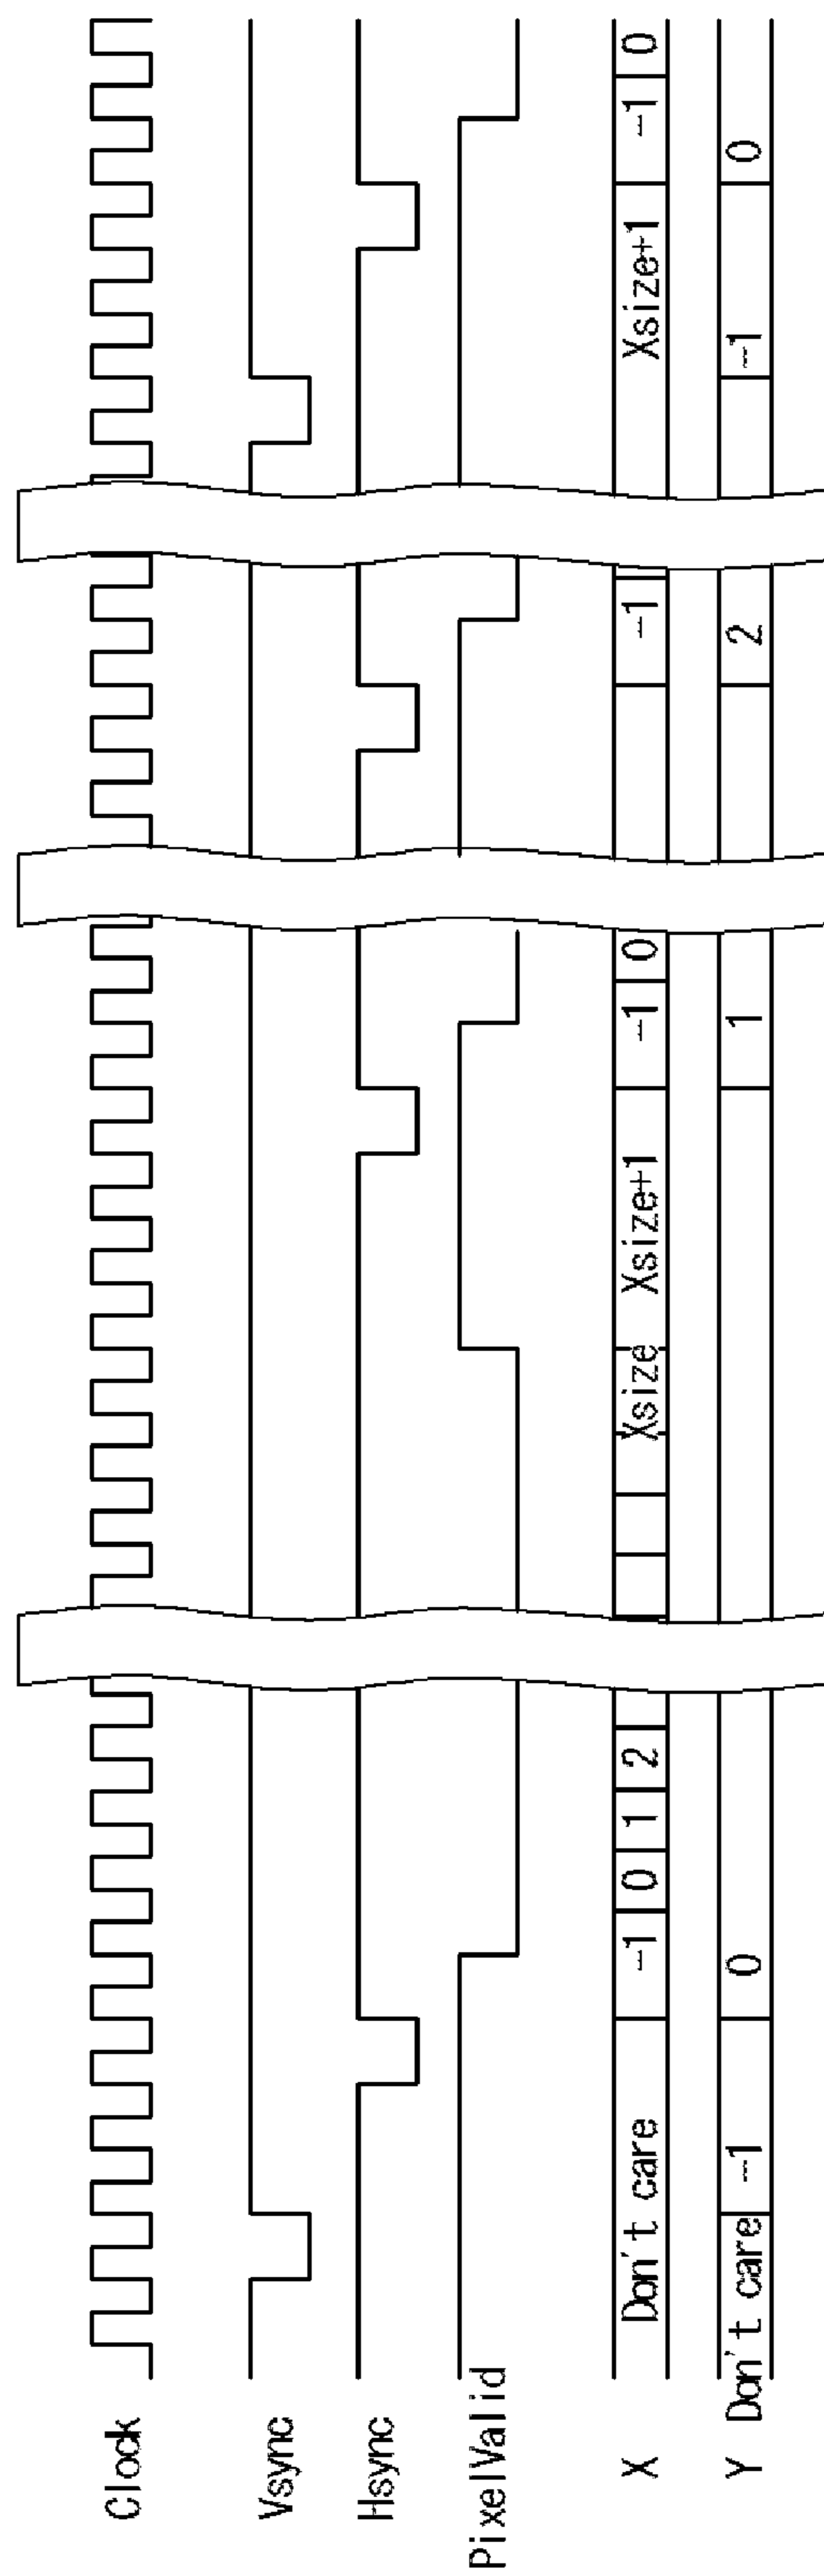 Clock
Vsync
Hsync
PixelValid
X Don't care -1 0 1 2 Xsize Xsize+1 -1 0 -1 Xsize+1 -1 0
Y Don't care -1 0 1 2 -1 0